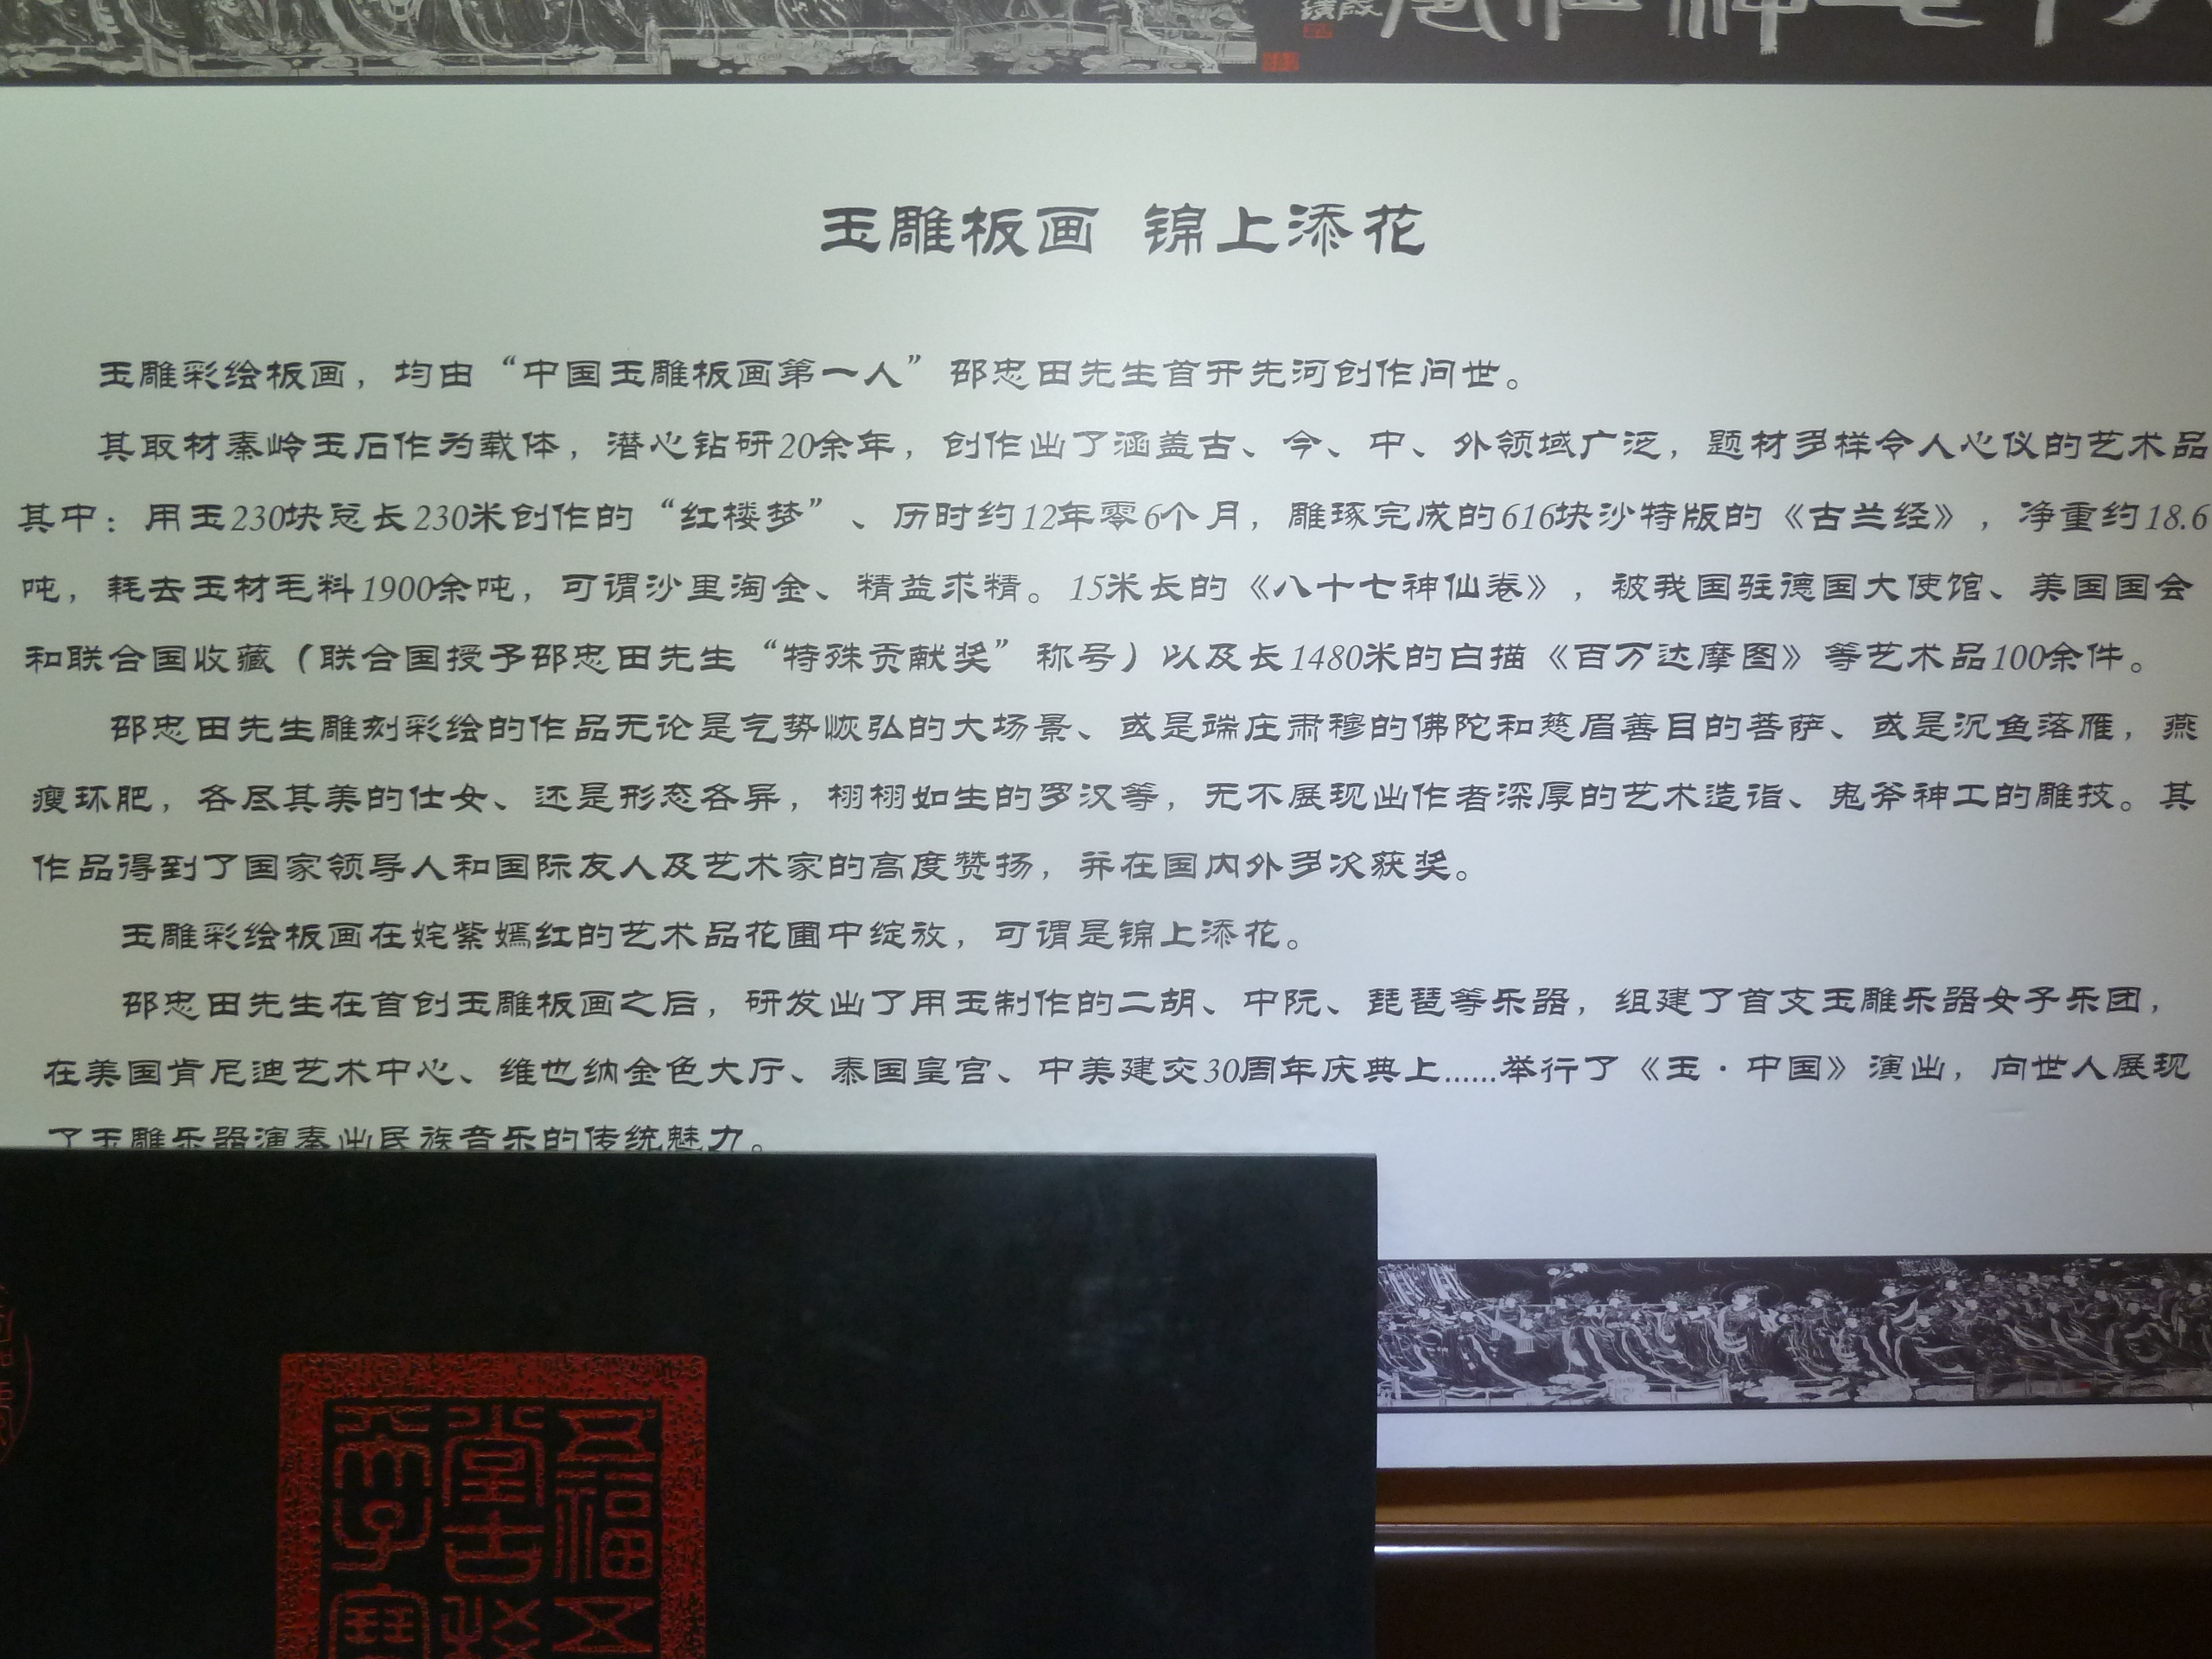 玉雕板画 锦上添花
玉雕彩绘板画，均由“中国玉雕板画第一人”邵忠田先生首开先河创作问世。
其取材秦岭玉石作为载体，潜心钻研20余年，创作出了涵盖古、今、中、外领域广泛，题材多样令人心仪的艺术品
其中：用玉230块总长230米创作的“红楼梦”、历时约12年零6个月，雕琢完成的616块沙特版的《古兰经》，净重约18.6
吨，耗去玉材毛料1900余吨，可谓沙里淘金、精益求精。15米长的《八十七神仙卷》，被我国驻德国大使馆、美国国会
和联合国收藏（联合国授予邵忠田先生“特殊贡献奖”称号）以及长1480米的白描《百万达摩图》等艺术品100余件。
邵忠田先生雕刻彩绘的作品无论是气势恢弘的大场景、或是端庄肃穆的佛陀和慈眉善目的菩萨、或是沉鱼落雁，燕
瘦环肥，各尽其美的仕女、还是形态各异，栩栩如生的罗汉等，无不展现出作者深厚的艺术造诣、鬼斧神工的雕技。其
作品得到了国家领导人和国际友人及艺术家的高度赞扬，并在国内外多次获奖。
玉雕彩绘板画在姹紫嫣红的艺术品花圃中绽放，可谓是锦上添花。
邵忠田先生在首创玉雕板画之后，研发出了用玉制作的二胡、中阮、琵琶等乐器，组建了首支玉雕乐器女子乐团，
在美国肯尼迪艺术中心、维也纳金色大厅、泰国皇宫、中美建交30周年庆典上......举行了《玉·中国》演出，向世人展现
了玉雕乐器演奏出民族音乐的传统魅力。
五福五
堂古稀